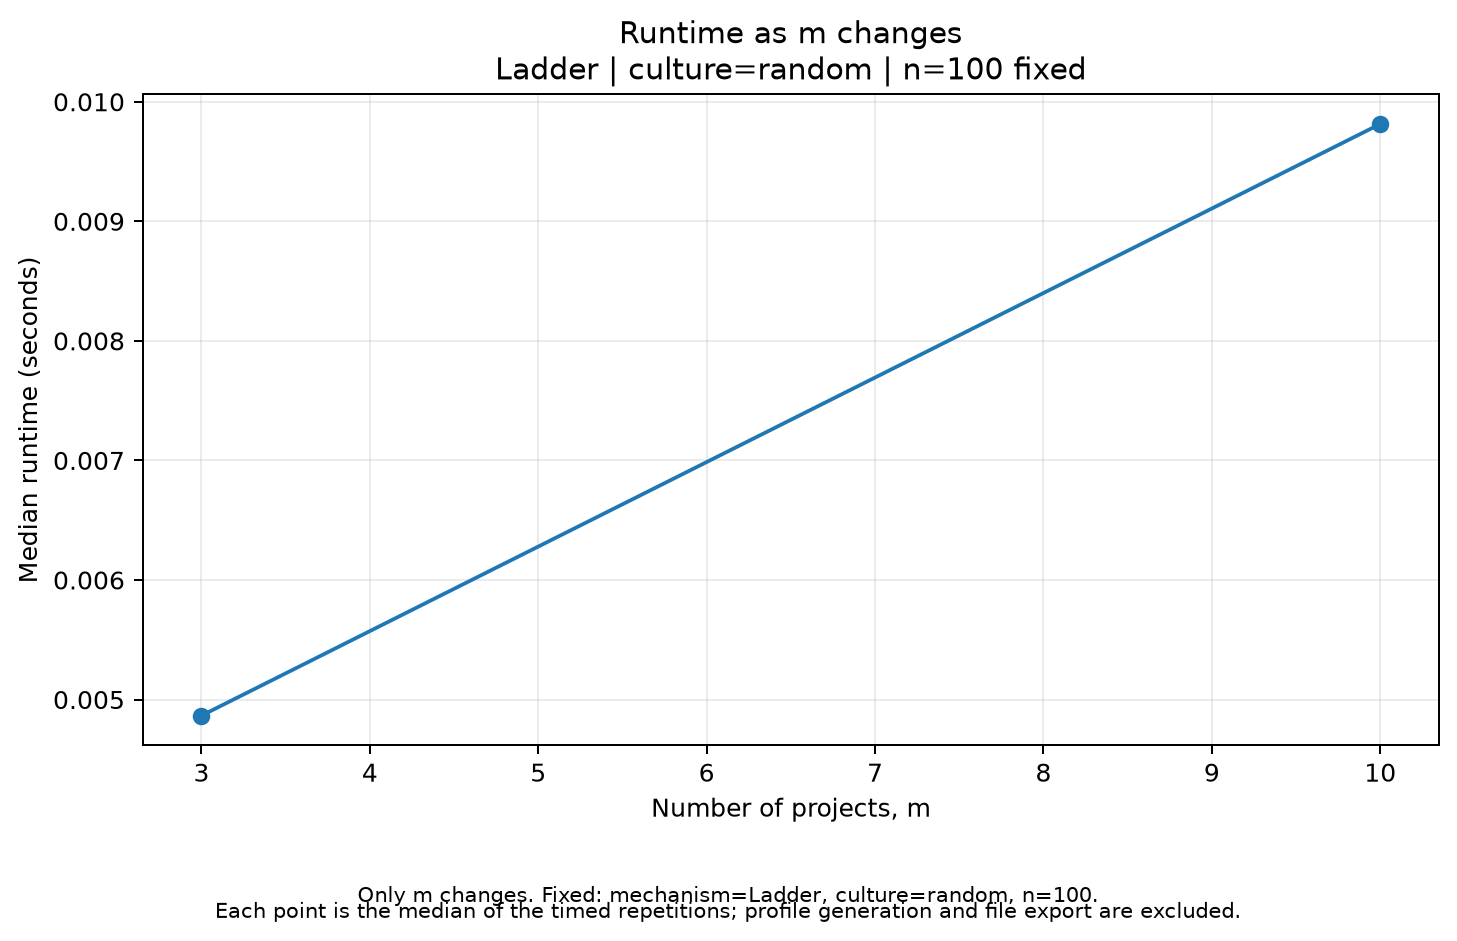 Runtime as m changes
Ladder | culture=random | n=100 fixed
Median runtime (seconds)
0.010
0.009
0.008
0.007
0.006
0.005
3 4 5 6 7 8 9 10
Number of projects, m
Only m changes. Fixed: mechanism=Ladder, culture=random, n=100.
Each point is the median of the timed repetitions; profile generation and file export are excluded.